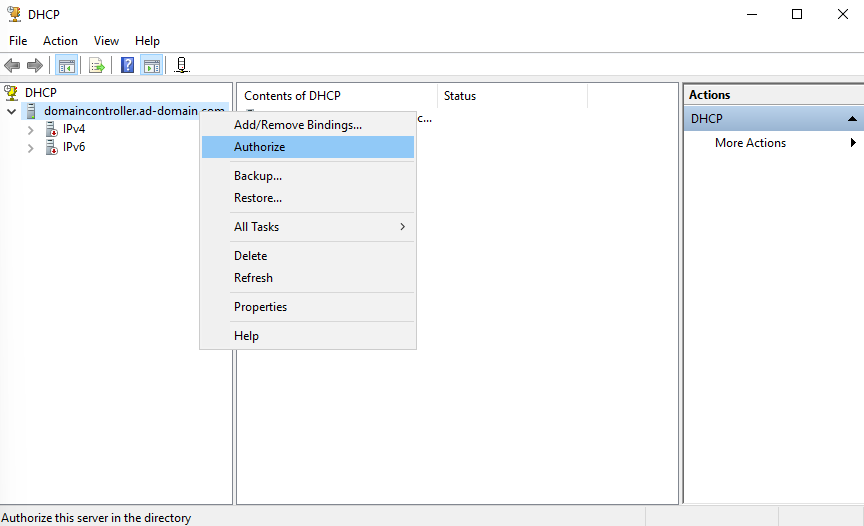 DHCP
File Action View Help
DHCP
domaincontroller.ad-domain.com
IPv4
IPv6
Contents of DHCP Status
c...
Add/Remove Bindings...
Authorize
Backup...
Restore...
All Tasks
Delete
Refresh
Properties
Help
Actions
DHCP
More Actions
Authorize this server in the directory